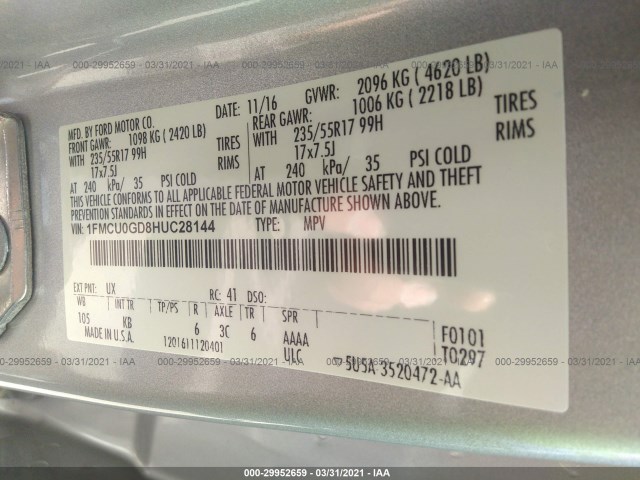 000-29952659 - 03/31/2021 - IAA
MFD. BY FORD MOTOR CO.
DATE: 11/16 GVWR: 2096 KG ( 4620 LB)
FRONT GAWR: 1098 KG ( 2420 LB)
REAR GAWR: 1006 KG ( 2218 LB)
WITH 235/55R17 99H TIRES
WITH 235/55R17 99H TIRES
17x7.5J RIMS
17x7.5J RIMS
AT 240 kPa/ 35 PSI COLD
AT 240 kPa/ 35 PSI COLD
THIS VEHICLE CONFORMS TO ALL APPLICABLE FEDERAL MOTOR VEHICLE SAFETY AND THEFT
PREVENTION STANDARDS IN EFFECT ON THE DATE OF MANUFACTURE SHOWN ABOVE.
VIN: 1FMCU0GD8HUC28144 TYPE: MPV
EXT PNT: UX RC: 41 DSO:
WB INT TR TP/PS R AXLE TR SPR
105 KB 6 3C 6 AAAA
MADE IN U.S.A. 1201611120401 ULC
F0101
T0297
5U5A 3520472-AA
000-29952659 - 03/31/2021 - IAA
000-29952659 - 03/31/2021 - IAA